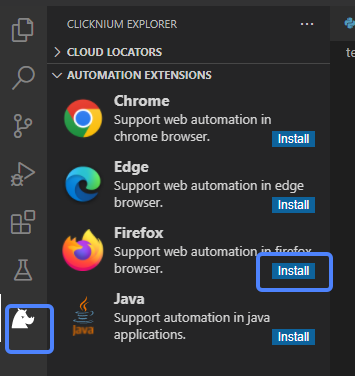 CLICKNIUM EXPLORER
CLOUD LOCATORS
AUTOMATION EXTENSIONS
Chrome
Support web automation in
chrome browser.
Install
Edge
Support web automation in edge
browser.
Install
Firefox
Support web automation in firefox
browser.
Install
Java
Java
Support automation in java
applications.
Install
te